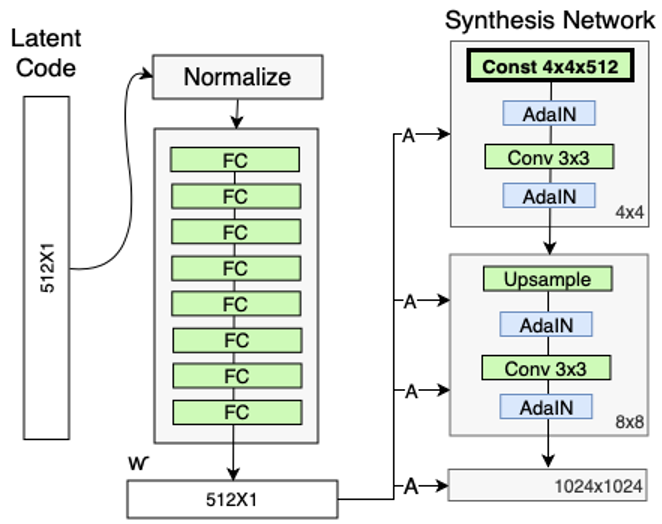 Latent
Code
512X1
Normalize
FC
FC
FC
FC
FC
FC
FC
FC
w
512X1
A
A
A
A
Synthesis Network
Const 4x4x512
AdaIN
Conv 3x3
AdaIN
4x4
Upsample
AdaIN
Conv 3x3
AdaIN
8x8
1024x1024